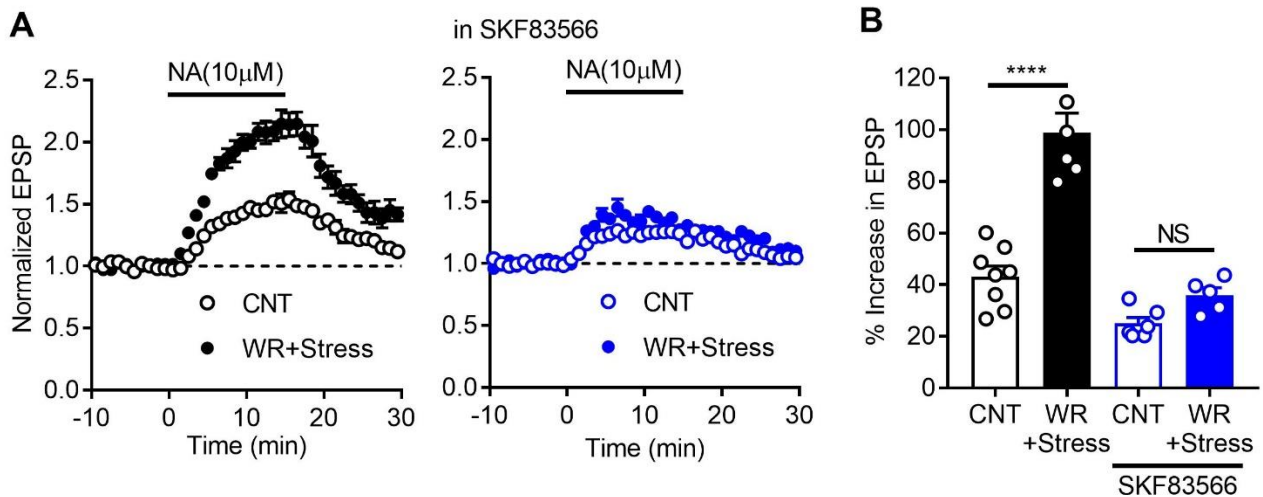 A
in SKF83566
NA(10μM)
2.5
2.0
1.5
1.0
0.5
0.0
Normalized EPSP
CNT
WR+Stress
-10 0 10 20 30
Time (min)
NA(10μM)
2.5
2.0
1.5
1.0
0.5
0.0
CNT
WR+Stress
-10 0 10 20 30
Time (min)
B
% Increase in EPSP
120
100
80
60
40
20
0
****
NS
CNT WR CNT WR
+Stress +Stress
SKF83566